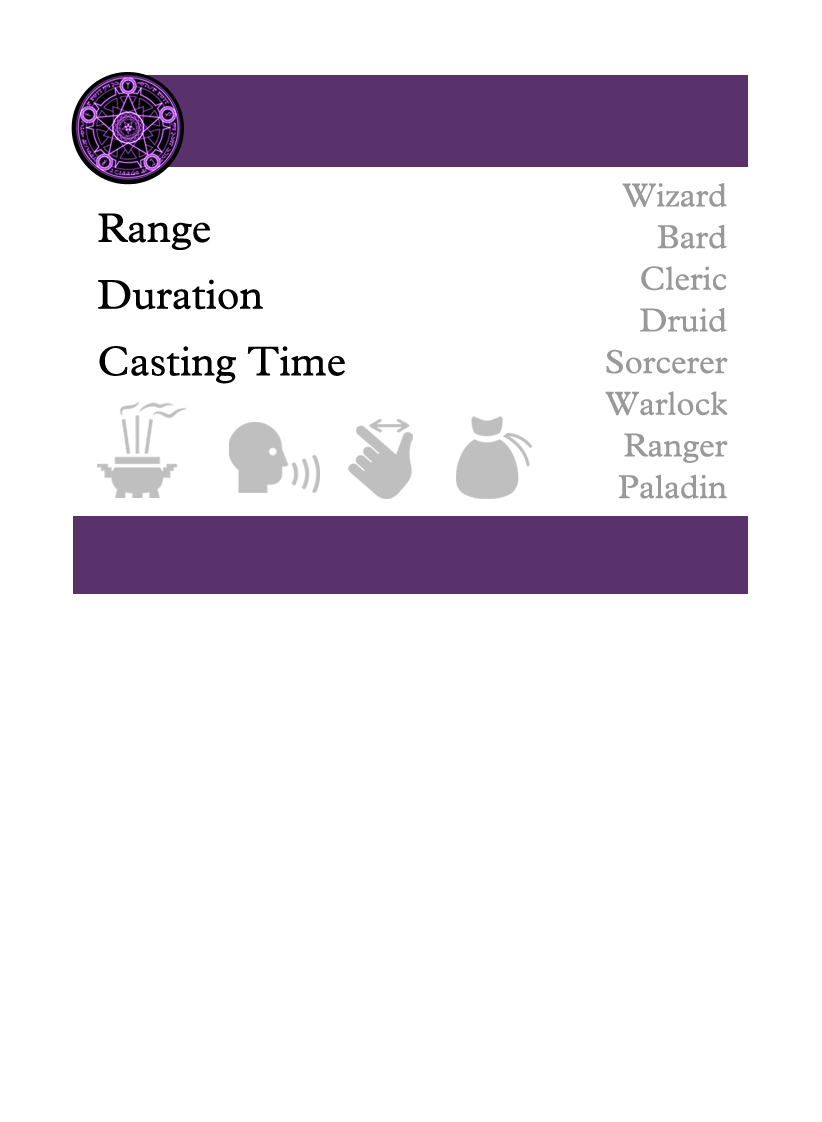 Range
Duration
Casting Time
Wizard
Bard
Cleric
Druid
Sorcerer
Warlock
Ranger
Paladin